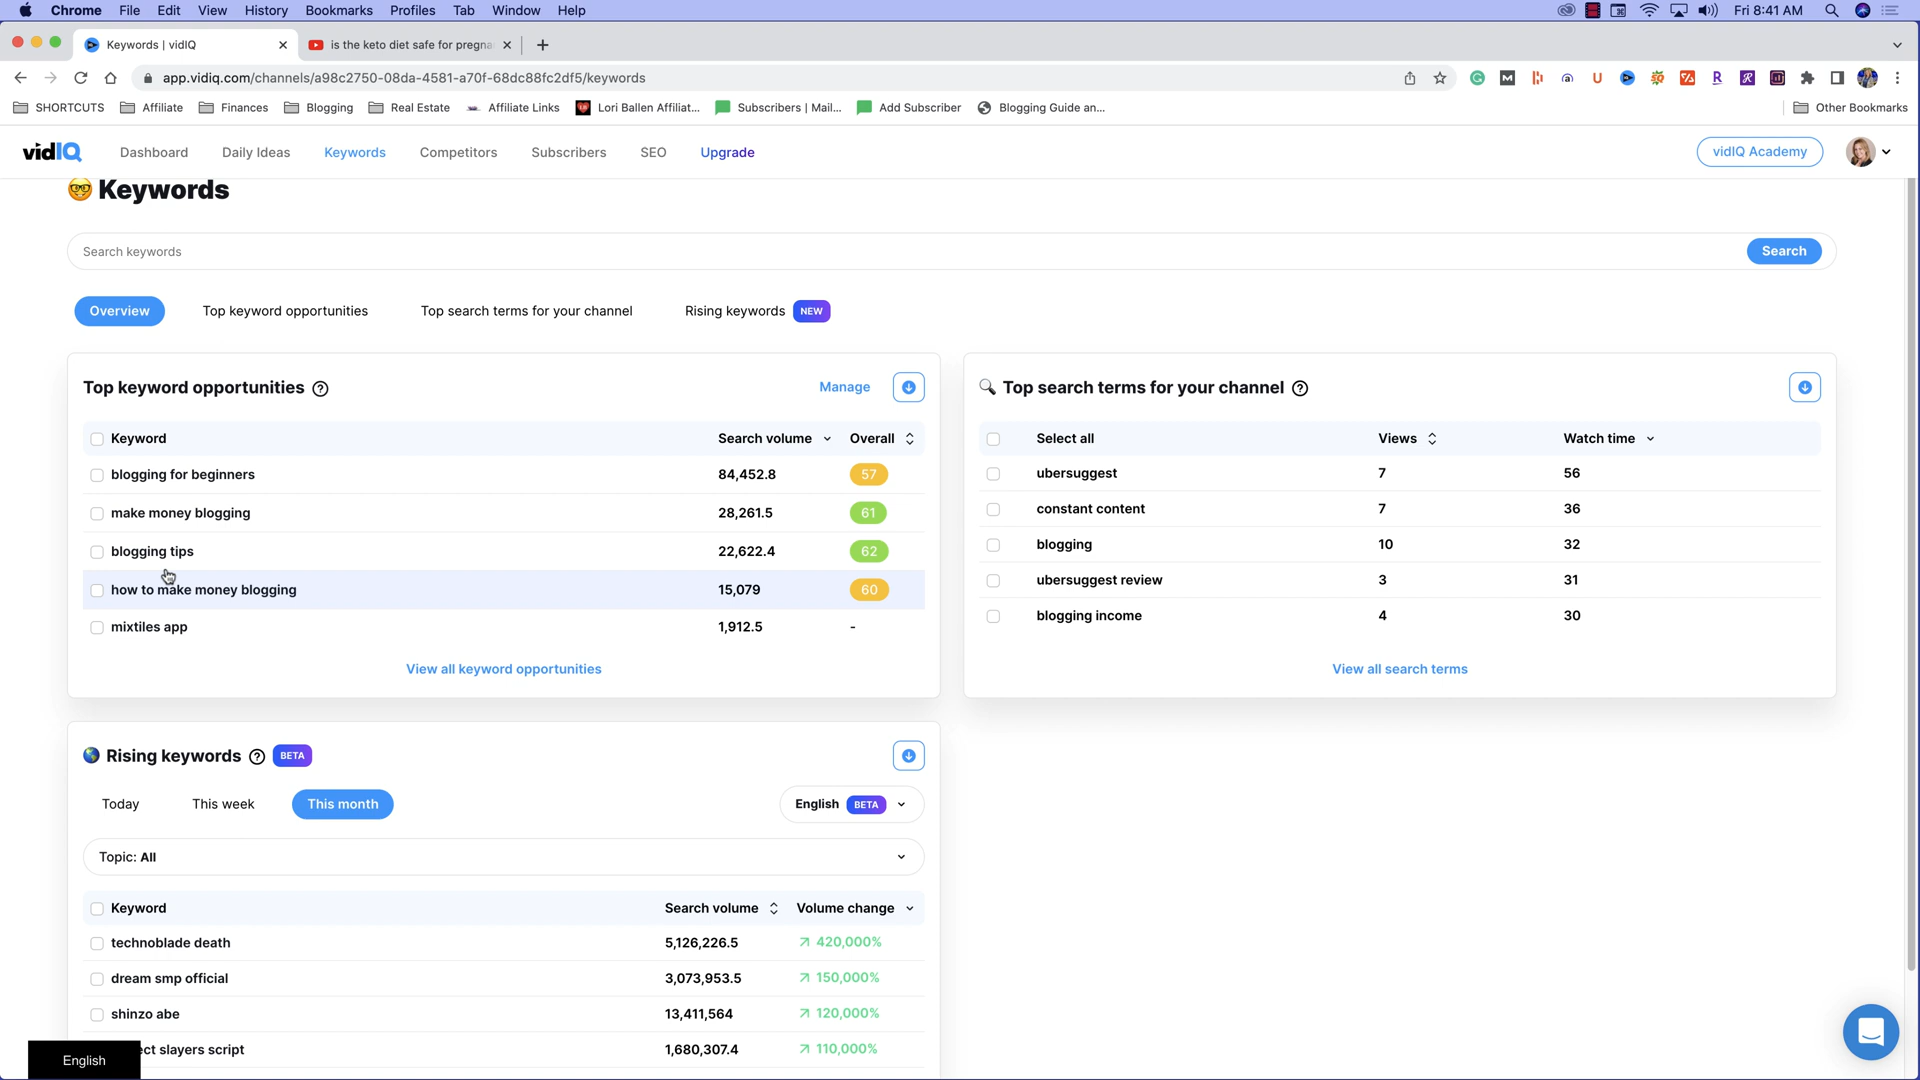 Chrome File Edit View History Bookmarks Profiles Tab Window Help Fri 8:41 AM
Keywords | vidIQ is the keto diet safe for pregna
app.vidiq.com/channels/a98c2750-08da-4581-a70f-68dc88fc2df5/keywords
SHORTCUTS Affiliate Finances Blogging Real Estate Affiliate Links Lori Ballen Affiliat... Subscribers | Mail... Add Subscriber Blogging Guide an... Other Bookmarks
vidIQ Dashboard Daily Ideas Keywords Competitors Subscribers SEO Upgrade vidIQ Academy
Keywords
Search keywords Search
Overview Top keyword opportunities Top search terms for your channel Rising keywords NEW
Top keyword opportunities Manage
Keyword Search volume Overall
blogging for beginners 84,452.8 57
make money blogging 28,261.5 61
blogging tips 22,622.4 62
how to make money blogging 15,079 60
mixtiles app 1,912.5 -
View all keyword opportunities
Top search terms for your channel
Select all Views Watch time
ubersuggest 7 56
constant content 7 36
blogging 10 32
ubersuggest review 3 31
blogging income 4 30
View all search terms
Rising keywords BETA
Today This week This month English BETA
Topic: All
Keyword Search volume Volume change
technoblade death 5,126,226.5 420,000%
dream smp official 3,073,953.5 150,000%
shinzo abe 13,411,564 120,000%
ect slayers script 1,680,307.4 110,000%
English